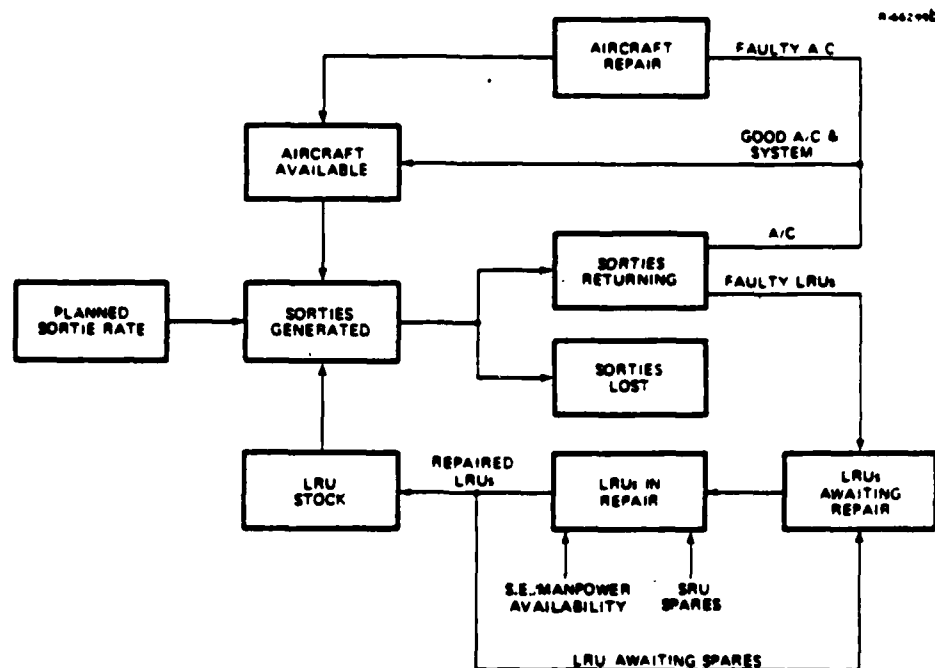 AIRCRAFT
REPAIR
FAULTY A C
GOOD A/C &
SYSTEM
AIRCRAFT
AVAILABLE
A/C
SORTIES
RETURNING
FAULTY LRUs
PLANNED
SORTIE RATE
SORTIES
GENERATED
SORTIES
LOST
REPAIRED
LRUs
LRU
STOCK
LRUs IN
REPAIR
LRUs
AWAITING
REPAIR
S.E./MANPOWER
AVAILABILITY
SRU
SPARES
LRU AWAITING SPARES